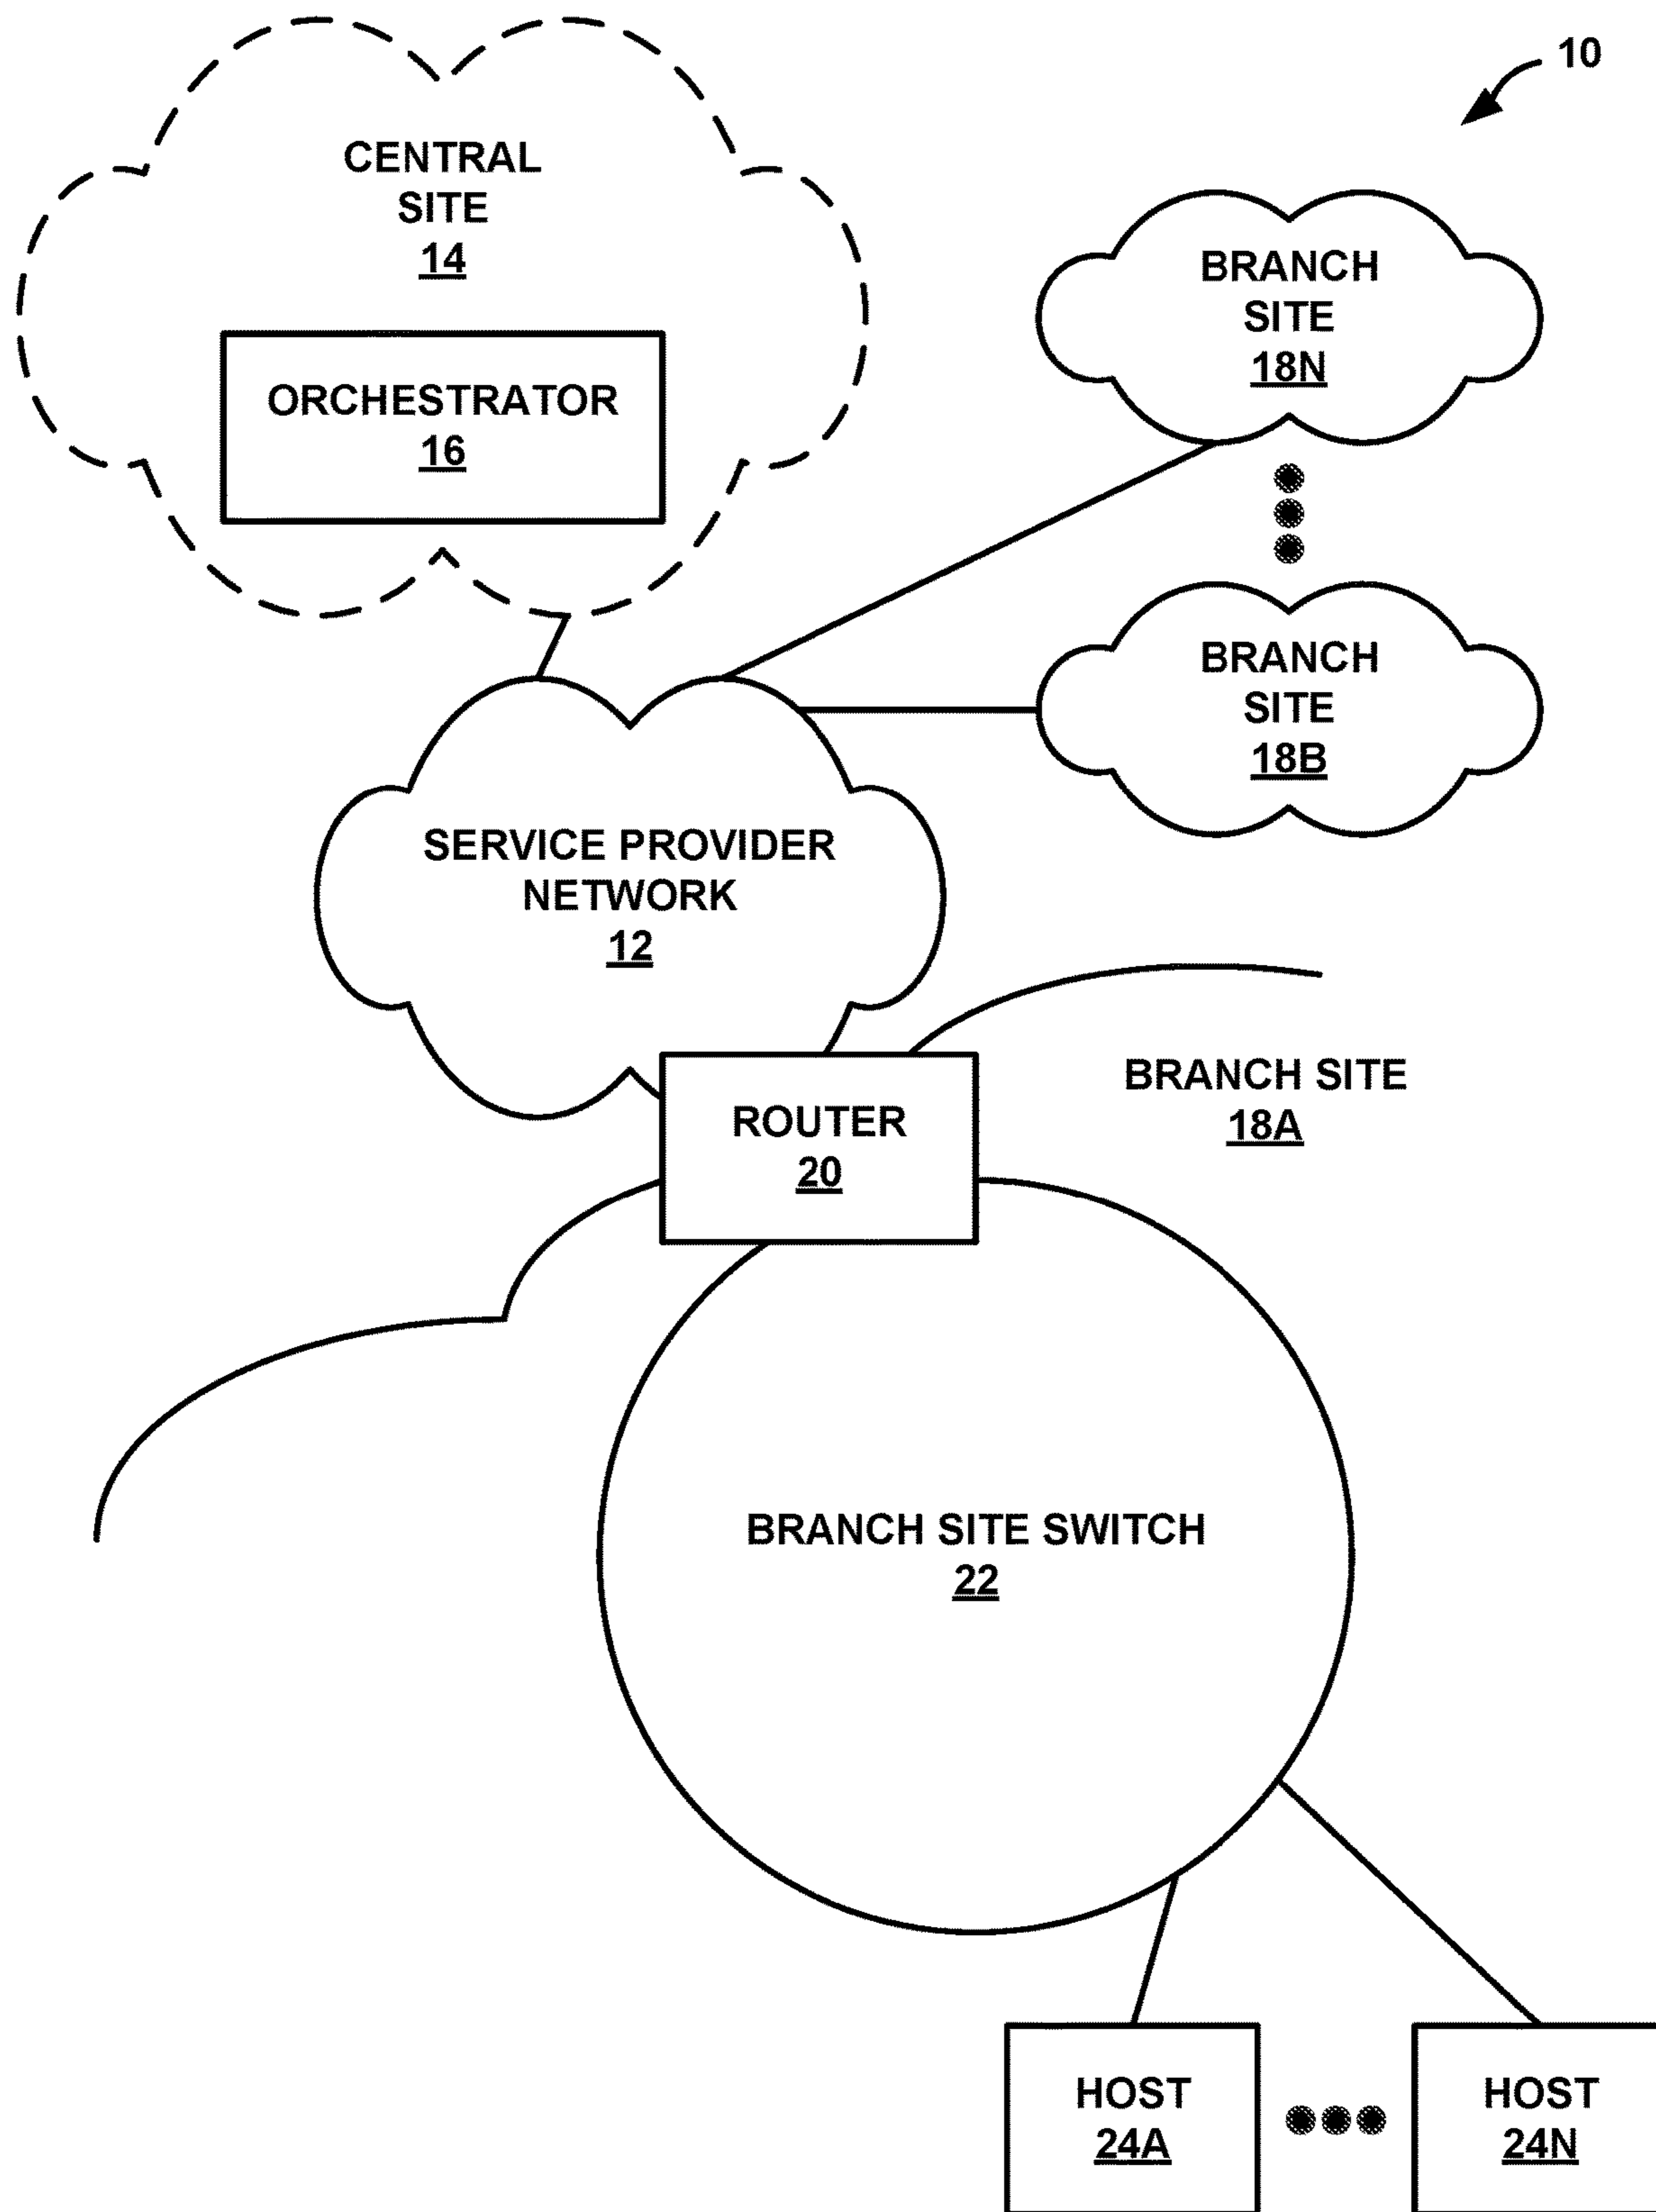 10
CENTRAL
SITE
14
ORCHESTRATOR
16
BRANCH
SITE
18N
BRANCH
SITE
18B
SERVICE PROVIDER
NETWORK
12
BRANCH SITE
18A
ROUTER
20
BRANCH SITE SWITCH
22
HOST
24A
HOST
24N